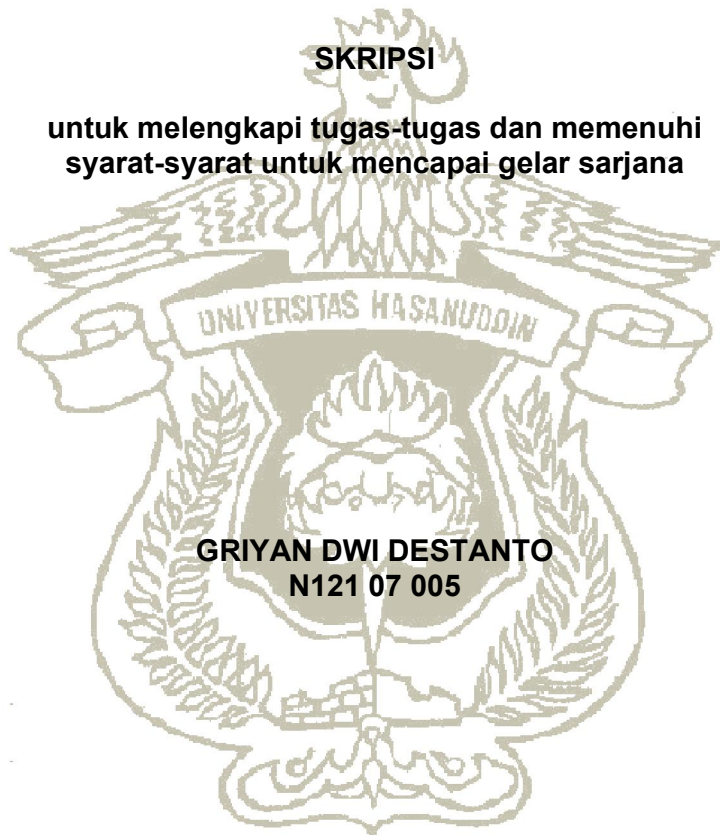 SKRIPSI
untuk melengkapi tugas-tugas dan memenuhi
syarat-syarat untuk mencapai gelar sarjana
UNIVERSITAS HASANUDDIN
GRIYAN DWI DESTANTO
N121 07 005